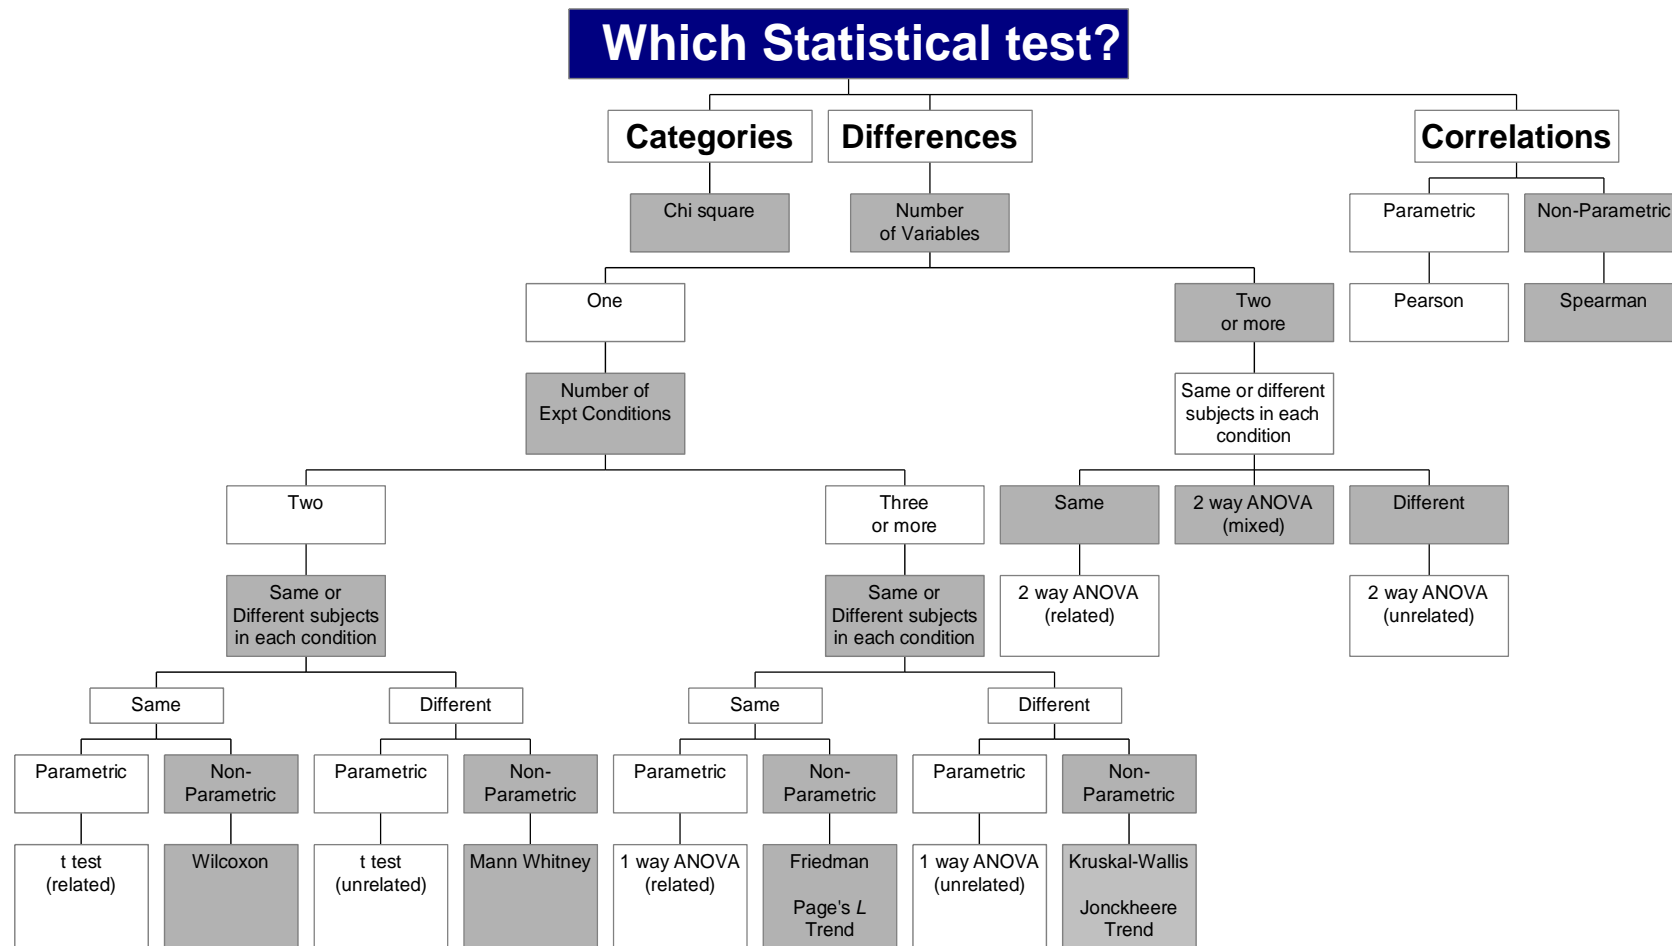 Which Statistical test?
Categories
Differences
Correlations
Chi square
Number
of Variables
Parametric
Non-Parametric
One
Two
or more
Pearson
Spearman
Number of
Expt Conditions
Same or different
subjects in each
condition
Two
Three
or more
Same
2 way ANOVA
(mixed)
Different
Same or
Different subjects
in each condition
Same or
Different subjects
in each condition
2 way ANOVA
(related)
2 way ANOVA
(unrelated)
Same
Different
Same
Different
Parametric
Non-
Parametric
Parametric
Non-
Parametric
Parametric
Non-
Parametric
Parametric
Non-
Parametric
t test
(related)
Wilcoxon
t test
(unrelated)
Mann Whitney
1 way ANOVA
(related)
Friedman
Page's L
Trend
1 way ANOVA
(unrelated)
Kruskal-Wallis
Jonckheere
Trend